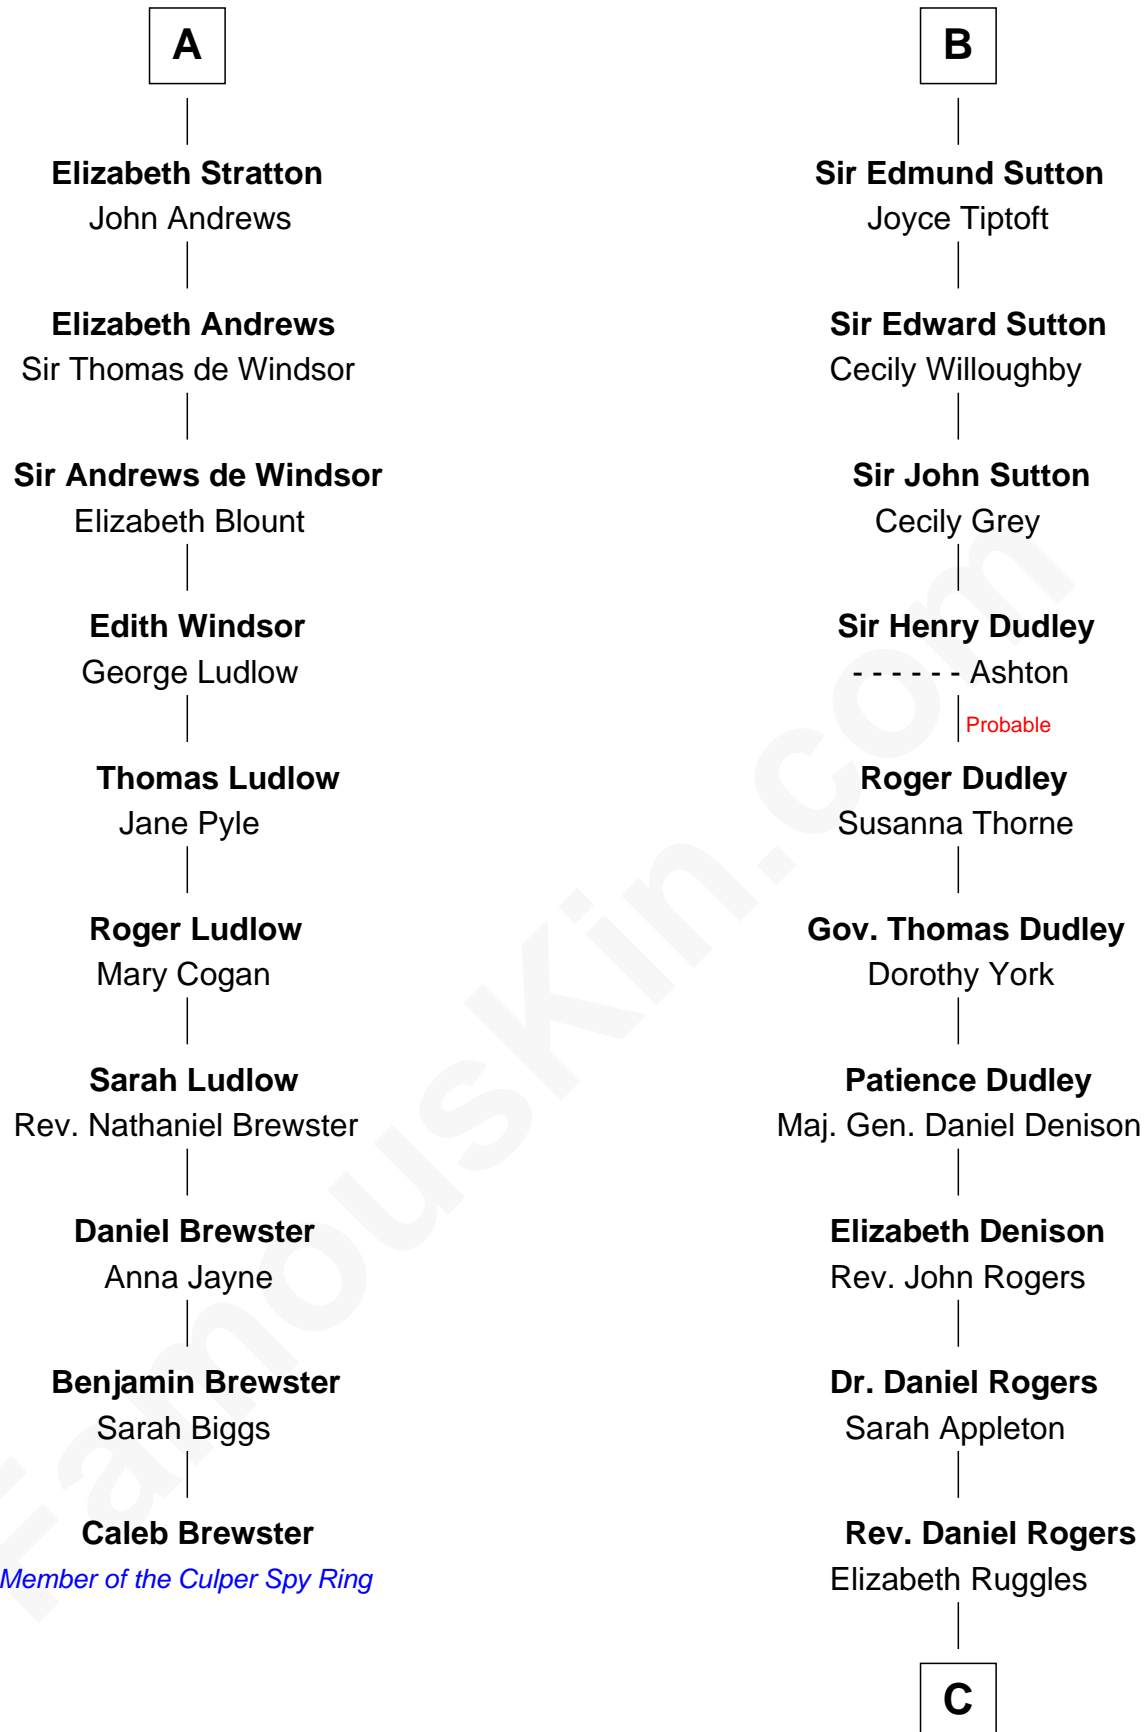 A
Elizabeth Stratton
John Andrews
Elizabeth Andrews
Sir Thomas de Windsor
Sir Andrews de Windsor
Elizabeth Blount
Edith Windsor
George Ludlow
Thomas Ludlow
Jane Pyle
Roger Ludlow
Mary Cogan
Sarah Ludlow
Rev. Nathaniel Brewster
Daniel Brewster
Anna Jayne
Benjamin Brewster
Sarah Biggs
Caleb Brewster
Member of the Culper Spy Ring
B
Sir Edmund Sutton
Joyce Tiptoft
Sir Edward Sutton
Cecily Willoughby
Sir John Sutton
Cecily Grey
Sir Henry Dudley
- - - - - - Ashton
Probable
Roger Dudley
Susanna Thorne
Gov. Thomas Dudley
Dorothy York
Patience Dudley
Maj. Gen. Daniel Denison
Elizabeth Denison
Rev. John Rogers
Dr. Daniel Rogers
Sarah Appleton
Rev. Daniel Rogers
Elizabeth Ruggles
C
FamousKin.com